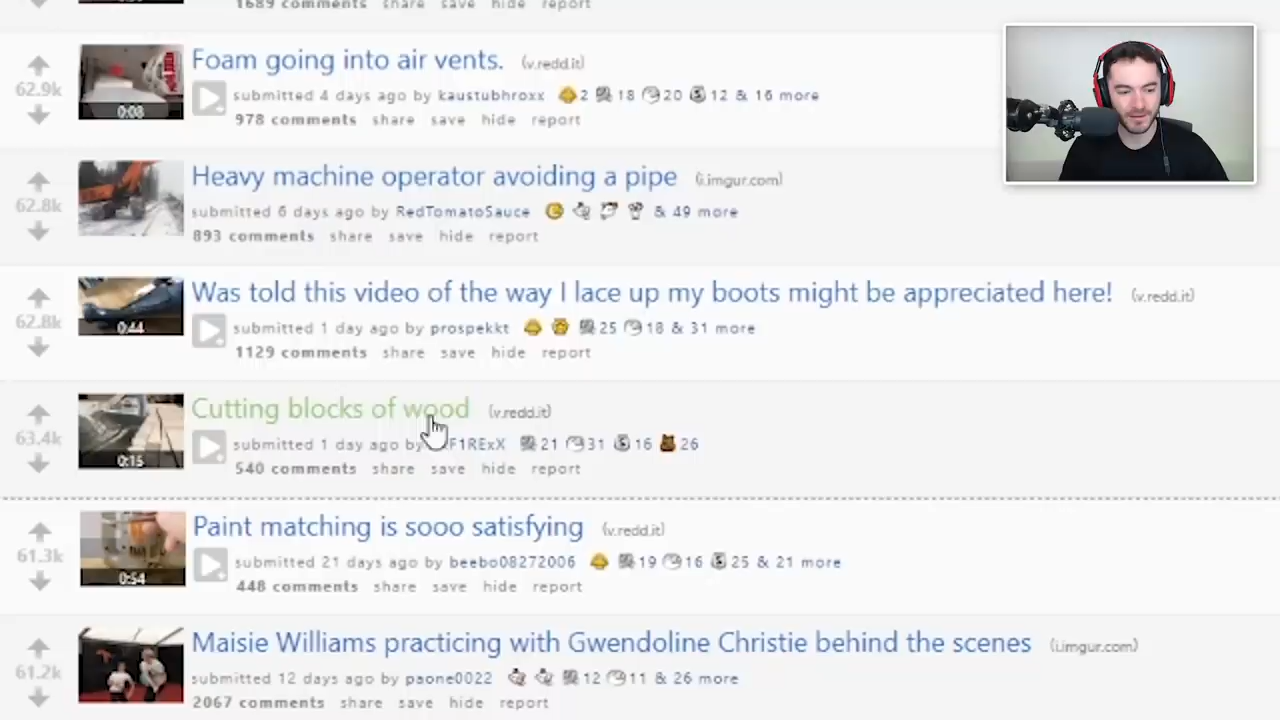 1689 comments share save hide report
Foam going into air vents. (v.redd.it)
62.9k
submitted 4 days ago by kaustubhroxx 2 18 20 12 & 16 more
0:08
978 comments share save hide report
Heavy machine operator avoiding a pipe (i.imgur.com)
62.8k
submitted 6 days ago by RedTomatoSauce & 49 more
893 comments share save hide report
Was told this video of the way I lace up my boots might be appreciated here! (v.redd.it)
62.8k
submitted 1 day ago by prospekkt 25 18 & 31 more
0:44
1129 comments share save hide report
Cutting blocks of wood (v.redd.it)
63.4k
submitted 1 day ago by F1RExX 21 31 16 26
0:15
540 comments share save hide report
Paint matching is sooo satisfying (v.redd.it)
61.3k
submitted 21 days ago by beebo08272006 19 16 25 & 21 more
0:54
448 comments share save hide report
Maisie Williams practicing with Gwendoline Christie behind the scenes (i.imgur.com)
61.2k
submitted 12 days ago by paone0022 12 11 & 26 more
2067 comments share save hide report